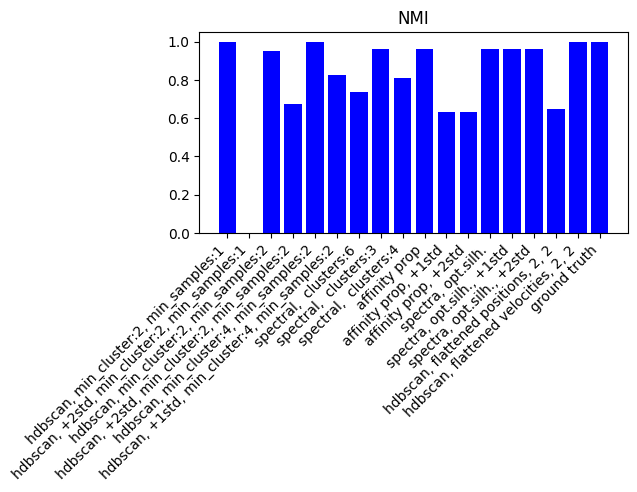 NMI
1.0
0.8
0.6
0.4
0.2
0.0
hdbscan, min_cluster:2, min_samples:1
hdbscan, +2std, min_cluster:2, min_samples:1
hdbscan, min_cluster:2, min_samples:2
hdbscan, +2std, min_cluster:2, min_samples:2
hdbscan, min_cluster:4, min_samples:2
hdbscan, +1std, min_cluster:4, min_samples:2
spectral,  clusters:6
spectral,  clusters:3
spectral,  clusters:4
affinity prop
affinity prop, +1std
affinity prop, +2std
spectra, opt.silh.
spectra, opt.silh., +1std
spectra, opt.silh., +2std
hdbscan, flattened positions, 2, 2
hdbscan, flattened velocities, 2, 2
ground truth